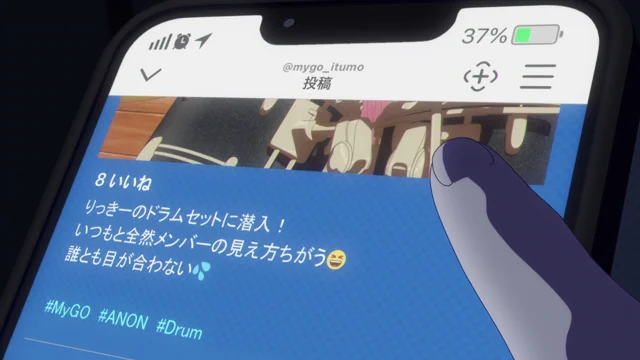 37%
@mygo_itumo
投稿
8 いいね
りっきーのドラムセットに潜入！
いつもと全然メンバーの見え方ちがう😆
誰とも目が合わない💦
#MyGO #ANON #Drum